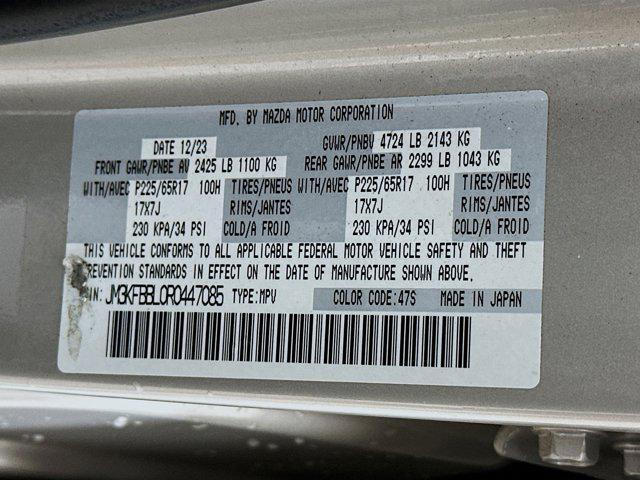 MFD. BY MAZDA MOTOR CORPORATION
DATE 12/23 GVWR/PNBV 4724 LB 2143 KG
FRONT GAWR/PNBE AV 2425 LB 1100 KG REAR GAWR/PNBE AR 2299 LB 1043 KG
WITH/AVEC P225/65R17 100H TIRES/PNEUS WITH/AVEC P225/65R17 100H TIRES/PNEUS
17X7J RIMS/JANTES 17X7J RIMS/JANTES
230 KPA/34 PSI COLD/A FROID 230 KPA/34 PSI COLD/A FROID
THIS VEHICLE CONFORMS TO ALL APPLICABLE FEDERAL MOTOR VEHICLE SAFETY AND THEFT
PREVENTION STANDARDS IN EFFECT ON THE DATE OF MANUFACTURE SHOWN ABOVE.
VIN: JM3KFBBL0R0447085 TYPE:MPV COLOR CODE:47S MADE IN JAPAN